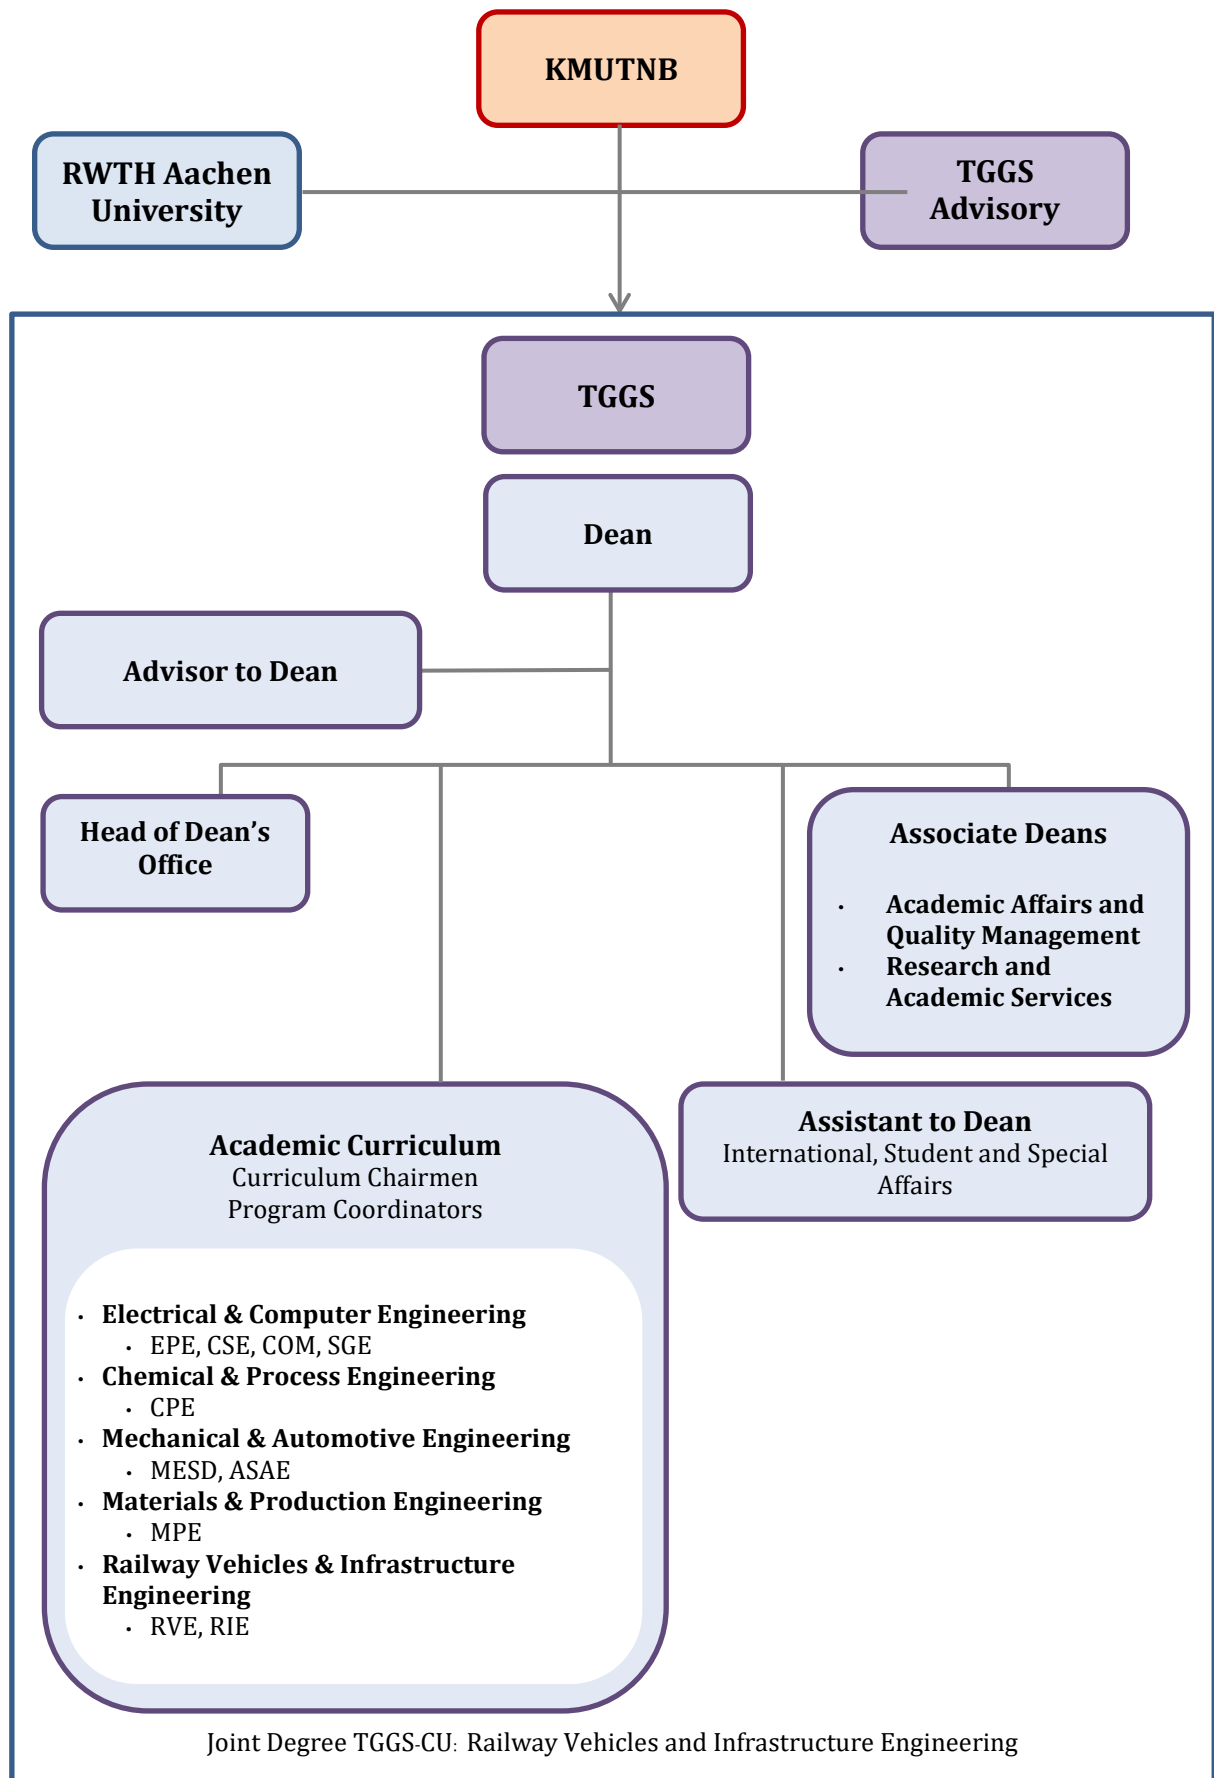 KMUTNB
RWTH Aachen
University
TGGS
Advisory
TGGS
Dean
Advisor to Dean
Head of Dean’s
Office
Associate Deans
· Academic Affairs and
Quality Management
· Research and
Academic Services
Academic Curriculum
Curriculum Chairmen
Program Coordinators
Assistant to Dean
International, Student and Special
Affairs
· Electrical & Computer Engineering
· EPE, CSE, COM, SGE
· Chemical & Process Engineering
· CPE
· Mechanical & Automotive Engineering
· MESD, ASAE
· Materials & Production Engineering
· MPE
· Railway Vehicles & Infrastructure
Engineering
· RVE, RIE
Joint Degree TGGS-CU: Railway Vehicles and Infrastructure Engineering